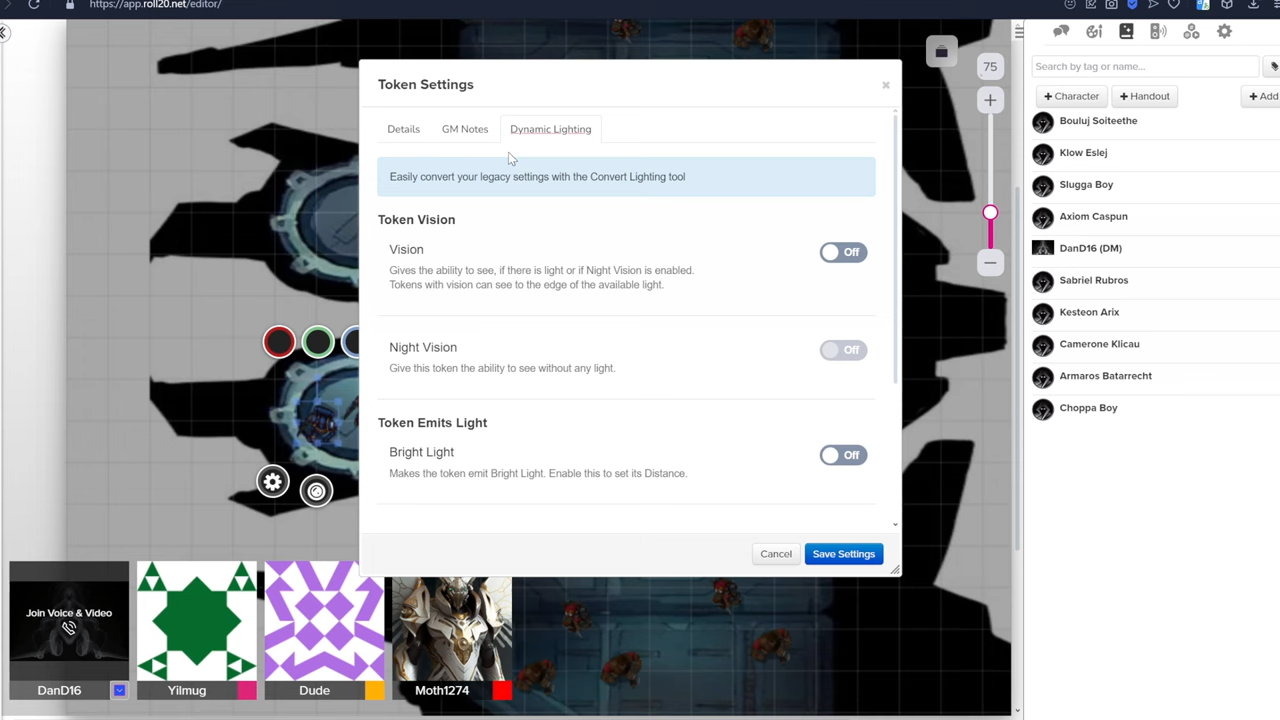 https://app.roll20.net/editor/
Token Settings
Details
GM Notes
Dynamic Lighting
Easily convert your legacy settings with the Convert Lighting tool
Token Vision
Vision
Off
Gives the ability to see, if there is light or if Night Vision is enabled.
Tokens with vision can see to the edge of the available light.
Night Vision
Off
Give this token the ability to see without any light.
Token Emits Light
Bright Light
Off
Makes the token emit Bright Light. Enable this to set its Distance.
Cancel
Save Settings
75
Search by tag or name...
+ Character
+ Handout
+ Add
Bouluj Soiteethe
Klow Eslej
Slugga Boy
Axiom Caspun
DanD16 (DM)
Sabriel Rubros
Kesteon Arix
Camerone Klicau
Armaros Batarrecht
Choppa Boy
Join Voice & Video
DanD16
Yilmug
Dude
Moth1274